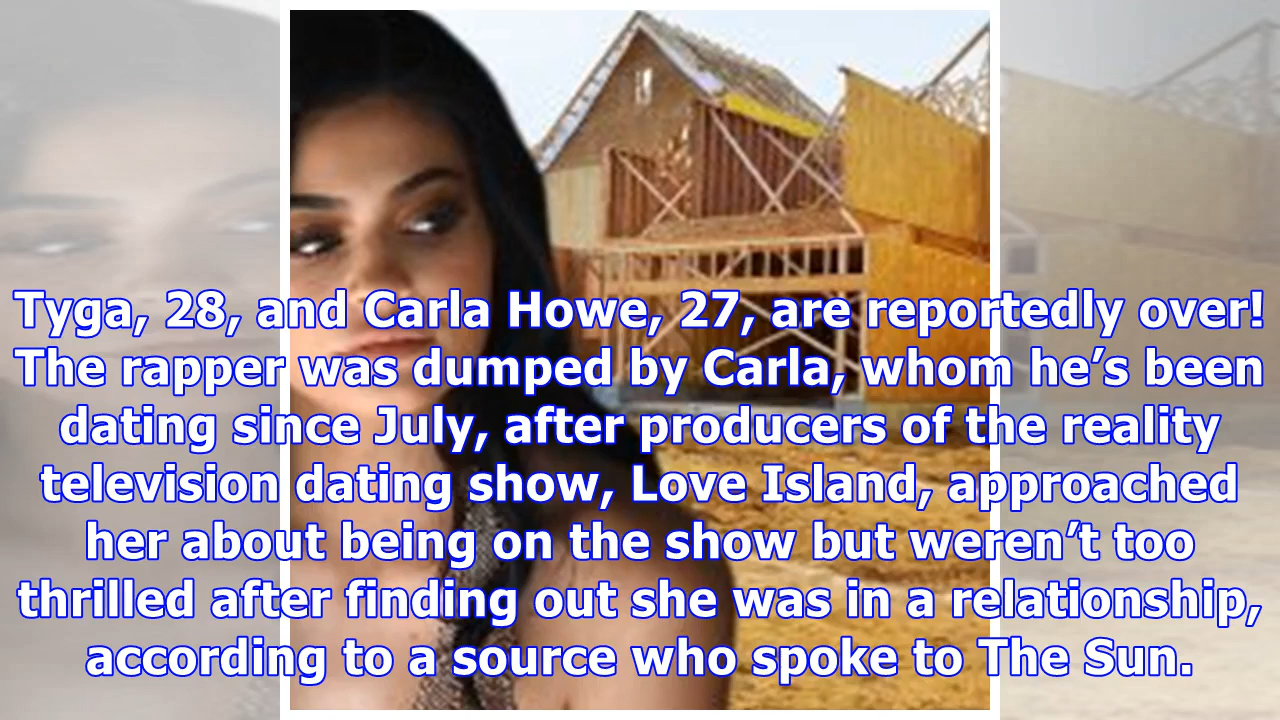 Tyga, 28, and Carla Howe, 27, are reportedly over!
The rapper was dumped by Carla, whom he’s been
dating since July, after producers of the reality
television dating show, Love Island, approached
her about being on the show but weren’t too
thrilled after finding out she was in a relationship,
according to a source who spoke to The Sun.